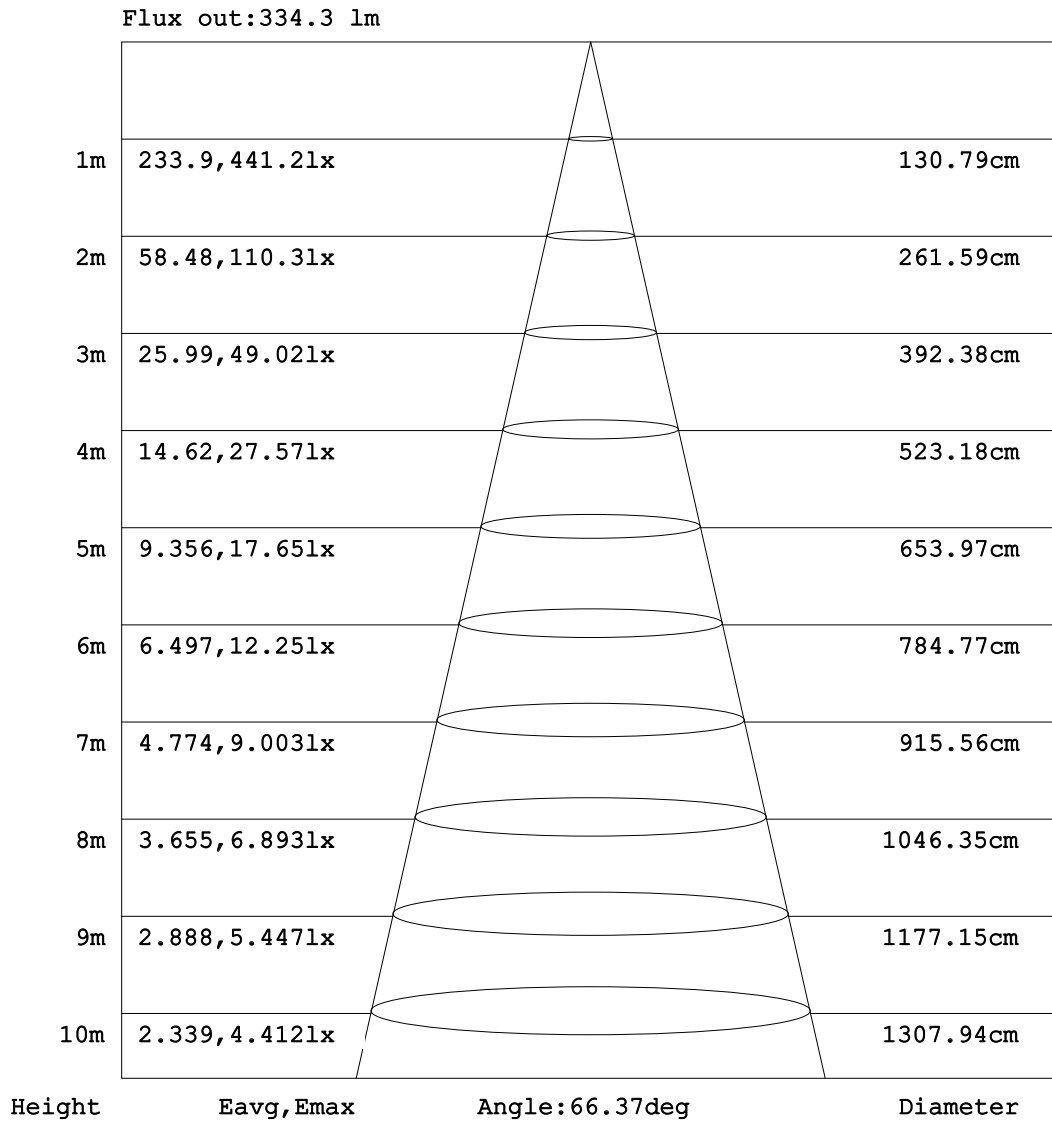 Flux out:334.3 lm
1m 233.9,441.2lx 130.79cm
2m 58.48,110.3lx 261.59cm
3m 25.99,49.02lx 392.38cm
4m 14.62,27.57lx 523.18cm
5m 9.356,17.65lx 653.97cm
6m 6.497,12.25lx 784.77cm
7m 4.774,9.003lx 915.56cm
8m 3.655,6.893lx 1046.35cm
9m 2.888,5.447lx 1177.15cm
10m 2.339,4.412lx 1307.94cm
Height Eavg,Emax Angle:66.37deg Diameter